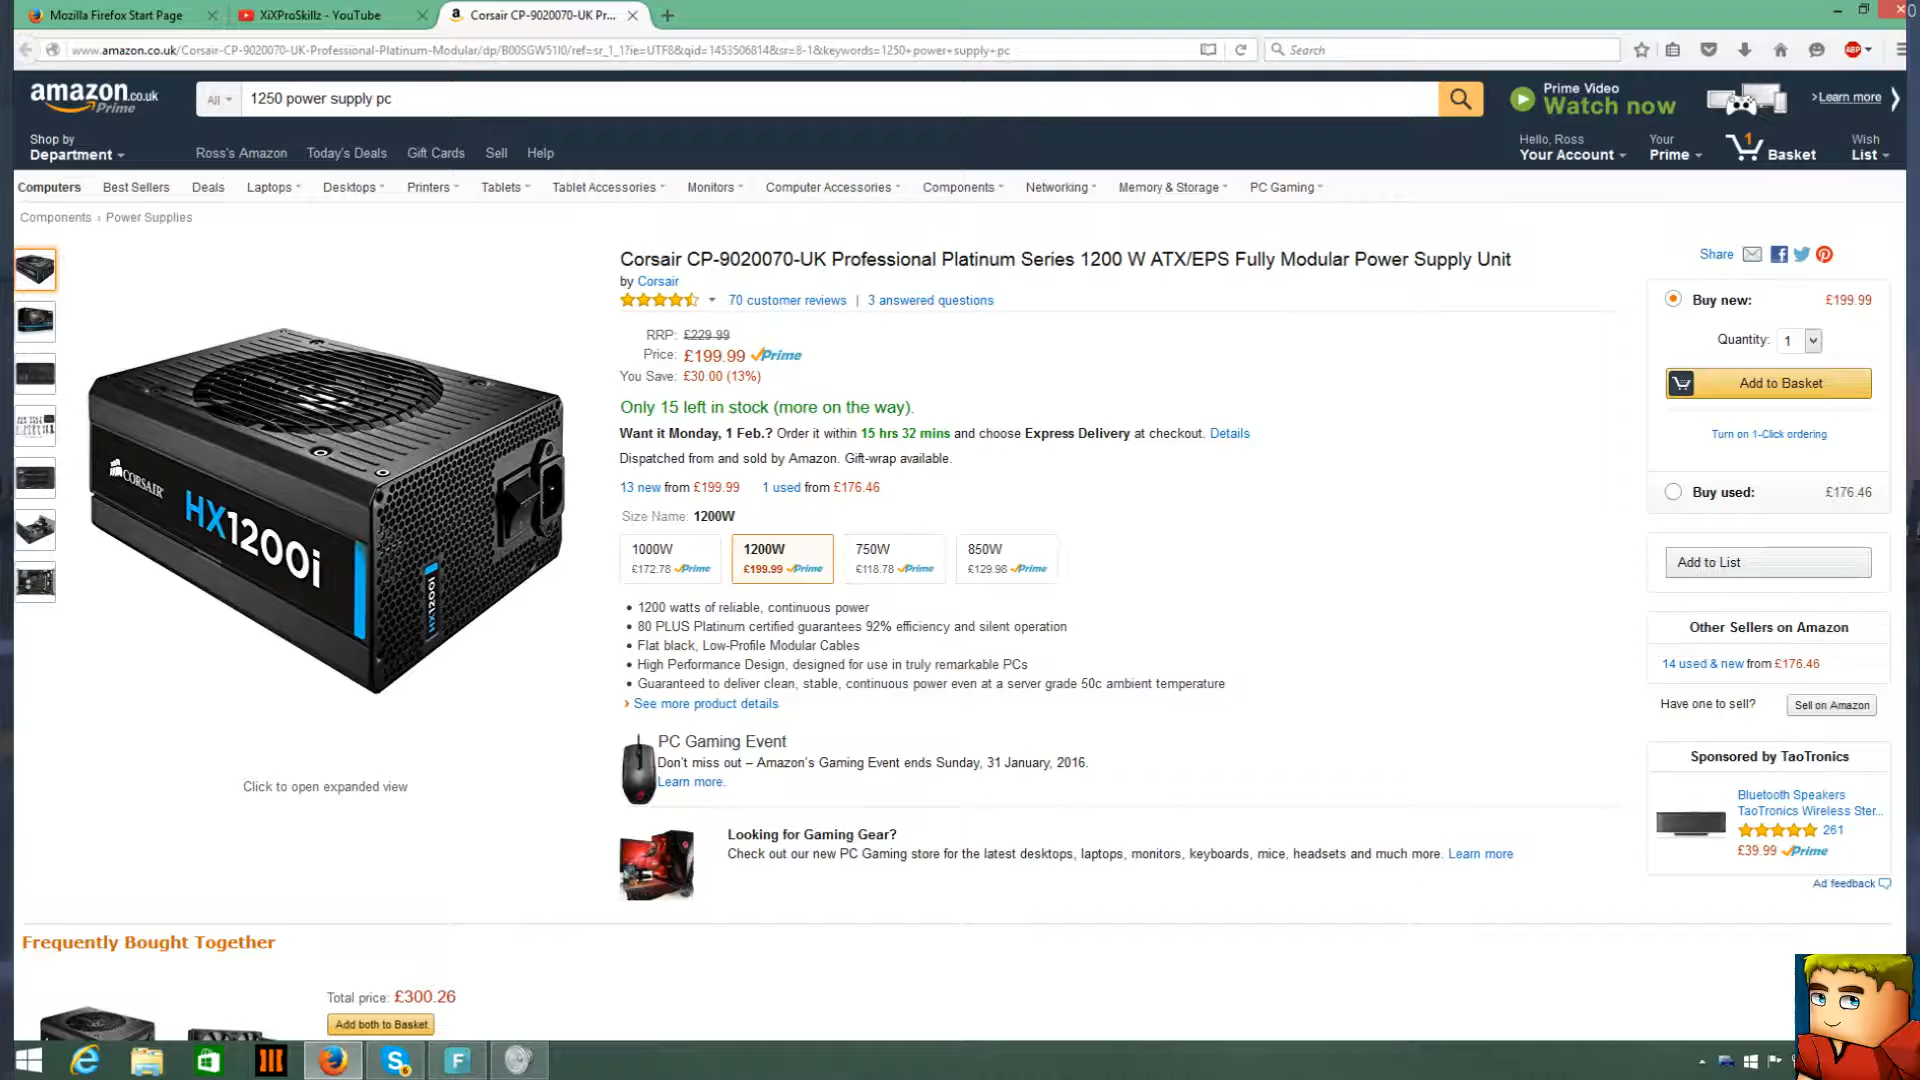 Mozilla Firefox Start Page
XiXProSkillz - YouTube
Corsair CP-9020070-UK Pr...
www.amazon.co.uk/Corsair-CP-9020070-UK-Professional-Platinum-Modular/dp/B00SGW51I0/ref=sr_1_1?ie=UTF8&qid=1453506814&sr=8-1&keywords=1250+power+supply+pc
Search
ABP
amazon.co.uk
Prime
All
1250 power supply pc
Prime Video
Watch now
Learn more
Shop by
Department
Ross's Amazon Today's Deals Gift Cards Sell Help
Hello, Ross
Your Account
Your
Prime
1
Basket
Wish
List
Computers Best Sellers Deals Laptops Desktops Printers Tablets Tablet Accessories Monitors Computer Accessories Components Networking Memory & Storage PC Gaming
Components › Power Supplies
Corsair CP-9020070-UK Professional Platinum Series 1200 W ATX/EPS Fully Modular Power Supply Unit
by Corsair
70 customer reviews | 3 answered questions
RRP: £229.99
Price: £199.99 Prime
You Save: £30.00 (13%)
Only 15 left in stock (more on the way).
Want it Monday, 1 Feb.? Order it within 15 hrs 32 mins and choose Express Delivery at checkout. Details
Dispatched from and sold by Amazon. Gift-wrap available.
13 new from £199.99 1 used from £176.46
Size Name: 1200W
1000W
£172.78 Prime
1200W
£199.99 Prime
750W
£118.78 Prime
850W
£129.98 Prime
• 1200 watts of reliable, continuous power
• 80 PLUS Platinum certified guarantees 92% efficiency and silent operation
• Flat black, Low-Profile Modular Cables
• High Performance Design, designed for use in truly remarkable PCs
• Guaranteed to deliver clean, stable, continuous power even at a server grade 50c ambient temperature
› See more product details
CORSAIR
HX1200i
HX1200i
Click to open expanded view
PC Gaming Event
Don't miss out – Amazon's Gaming Event ends Sunday, 31 January, 2016.
Learn more.
Looking for Gaming Gear?
Check out our new PC Gaming store for the latest desktops, laptops, monitors, keyboards, mice, headsets and much more. Learn more
Share
Buy new: £199.99
Quantity: 1
Add to Basket
Turn on 1-Click ordering
Buy used: £176.46
Add to List
Other Sellers on Amazon
14 used & new from £176.46
Have one to sell? Sell on Amazon
Sponsored by TaoTronics
Bluetooth Speakers
TaoTronics Wireless Ster...
261
£39.99 Prime
Ad feedback
Frequently Bought Together
Total price: £300.26
Add both to Basket